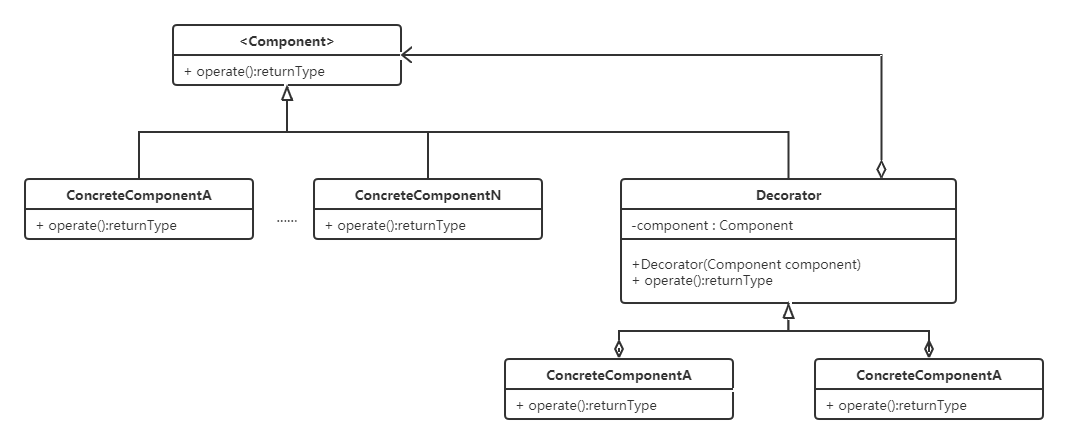 <Component>
+ operate():returnType
ConcreteComponentA
+ operate():returnType
......
ConcreteComponentN
+ operate():returnType
Decorator
-component : Component
+Decorator(Component component)
+ operate():returnType
ConcreteComponentA
+ operate():returnType
ConcreteComponentA
+ operate():returnType